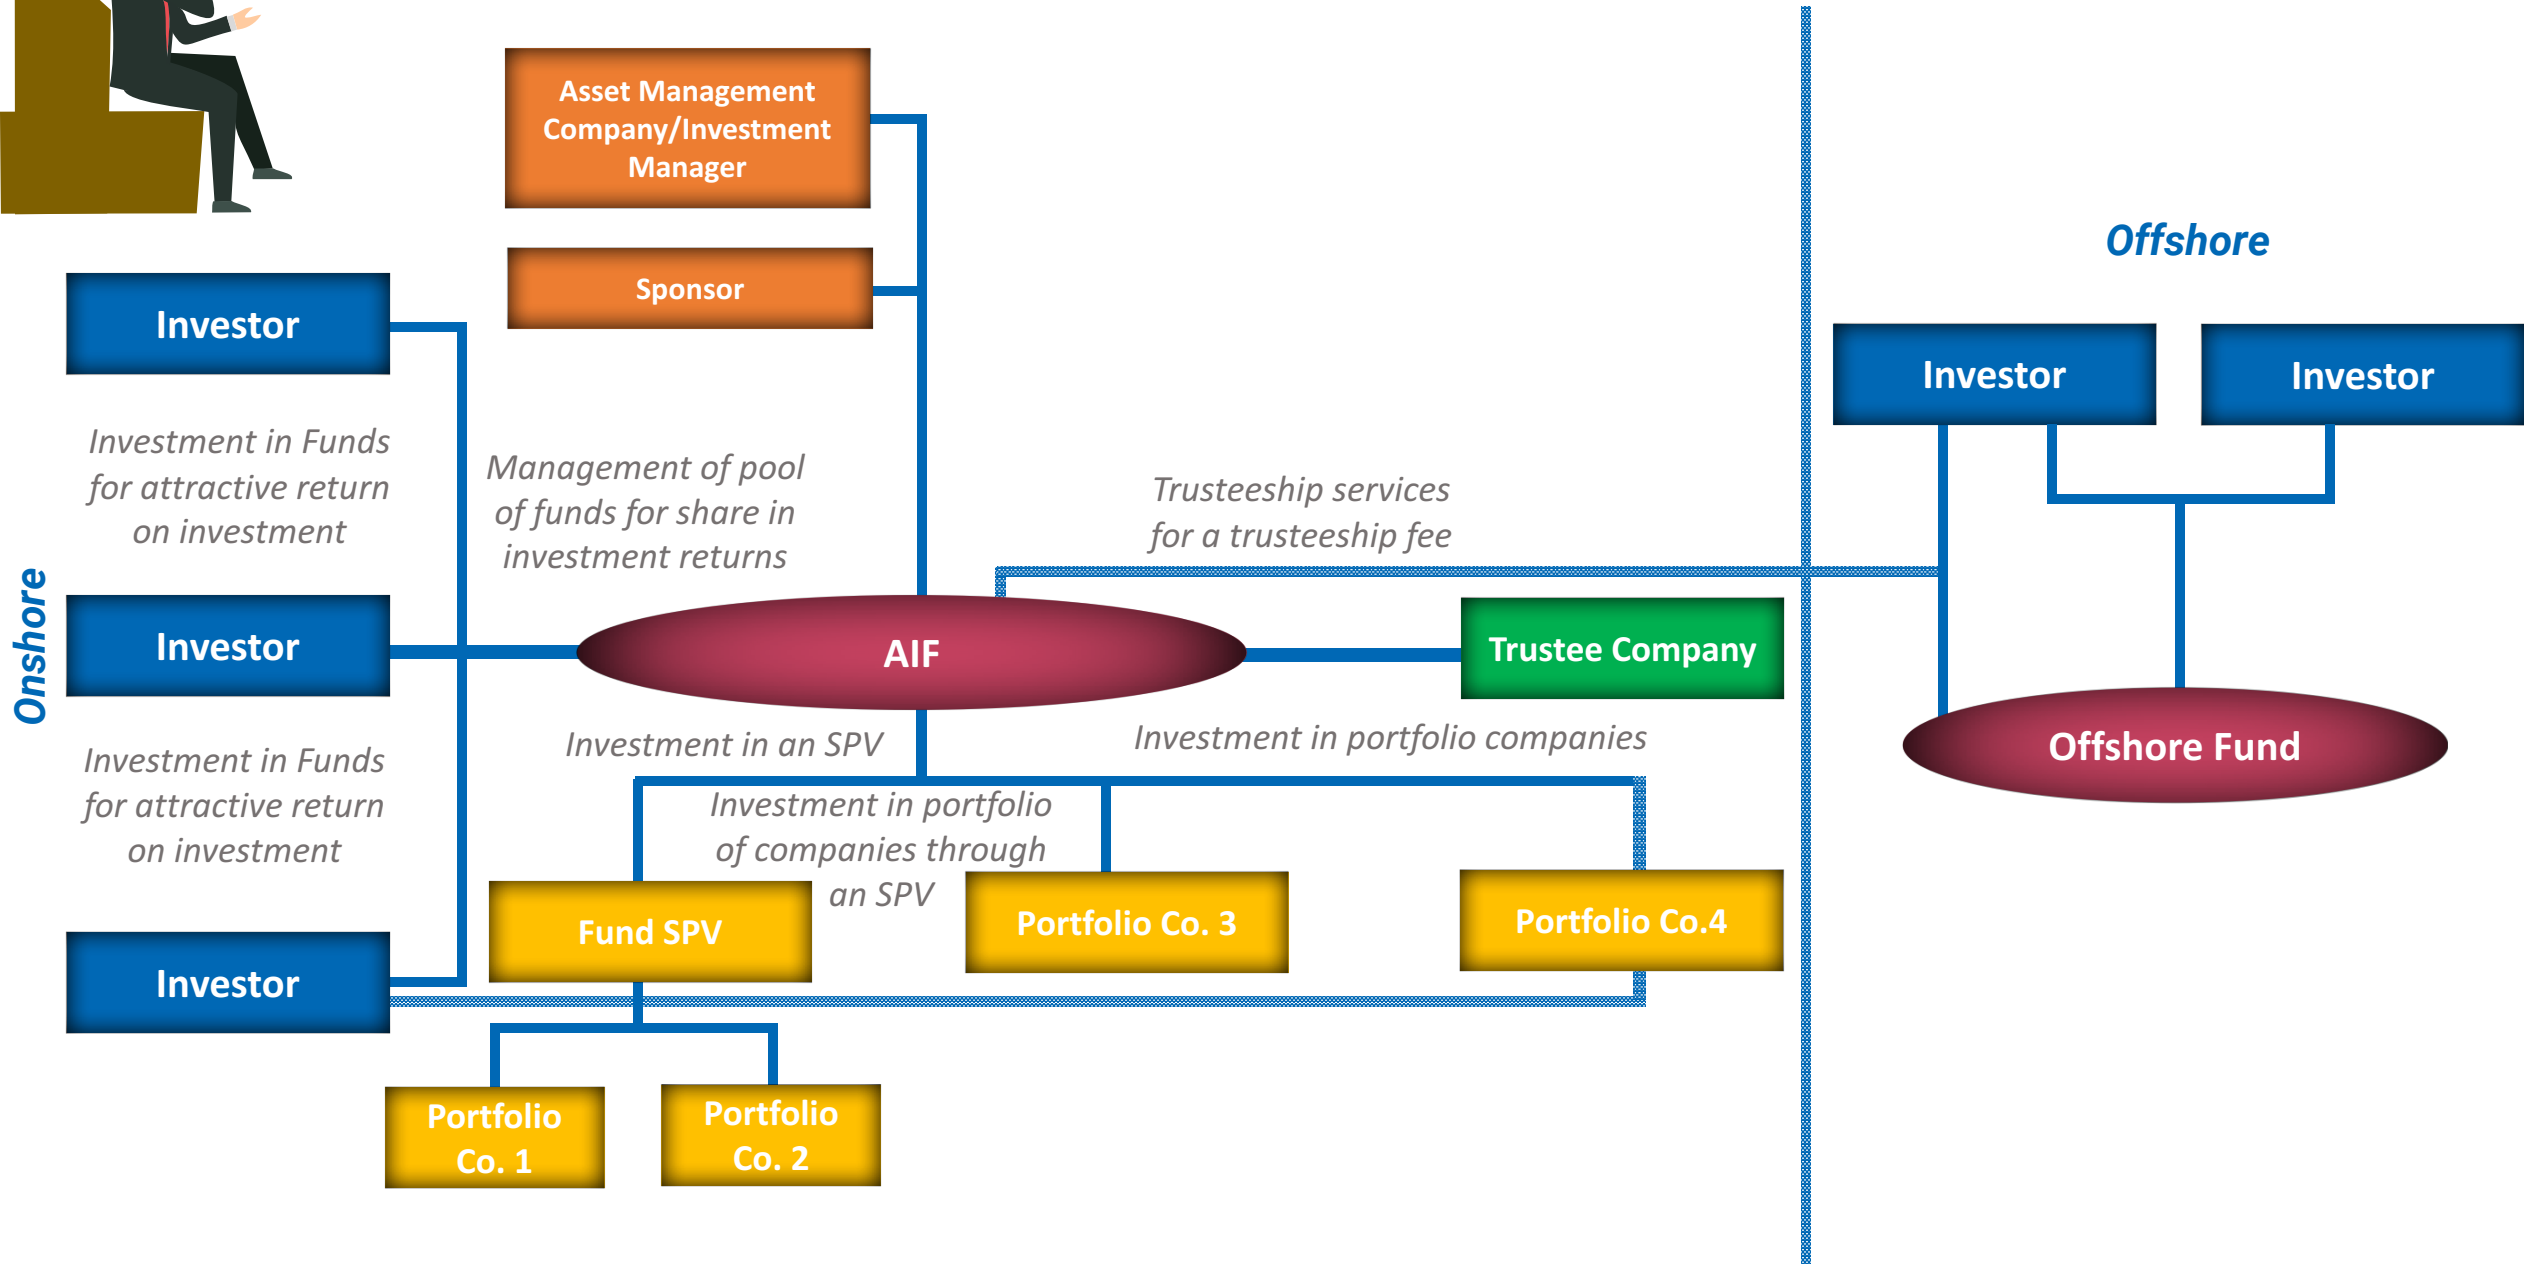 Asset Management
Company/Investment
Manager
Sponsor
Offshore
Investor
Investor
Investor
Investment in Funds
for attractive return
on investment
Management of pool
of funds for share in
investment returns
Trusteeship services
for a trusteeship fee
Onshore
Investor
AIF
Trustee Company
Investment in an SPV
Investment in portfolio companies
Offshore Fund
Investment in Funds
for attractive return
on investment
Investment in portfolio
of companies through
an SPV
Fund SPV
Portfolio Co. 3
Portfolio Co.4
Investor
Portfolio
Co. 1
Portfolio
Co. 2